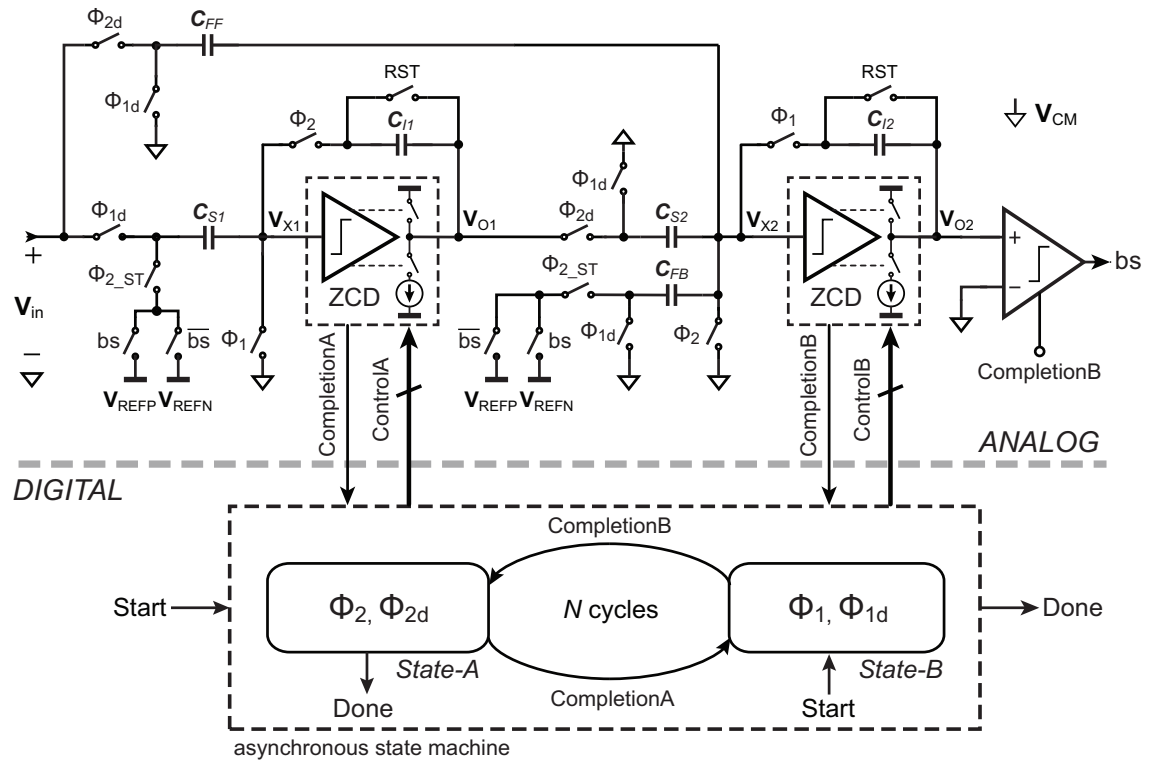 Φ2d
CFF
Φ1d
RST
CI1
Φ2
RST
CI2
Φ1
VCM
Φ1d
CS1
VX1
VO1
Φ1d
Φ2d
CS2
VX2
VO2
+
Vin
−
Φ2_ST
bs
bs
VREFP VREFN
Φ1
ZCD
Φ2_ST
CFB
bs
bs
VREFP VREFN
Φ1d
Φ2
ZCD
+
−
bs
CompletionB
CompletionA
ControlA
CompletionB
ControlB
ANALOG
DIGITAL
CompletionB
Start
Φ2, Φ2d
N cycles
Φ1, Φ1d
Done
State-A
State-B
CompletionA
Done
Start
asynchronous state machine